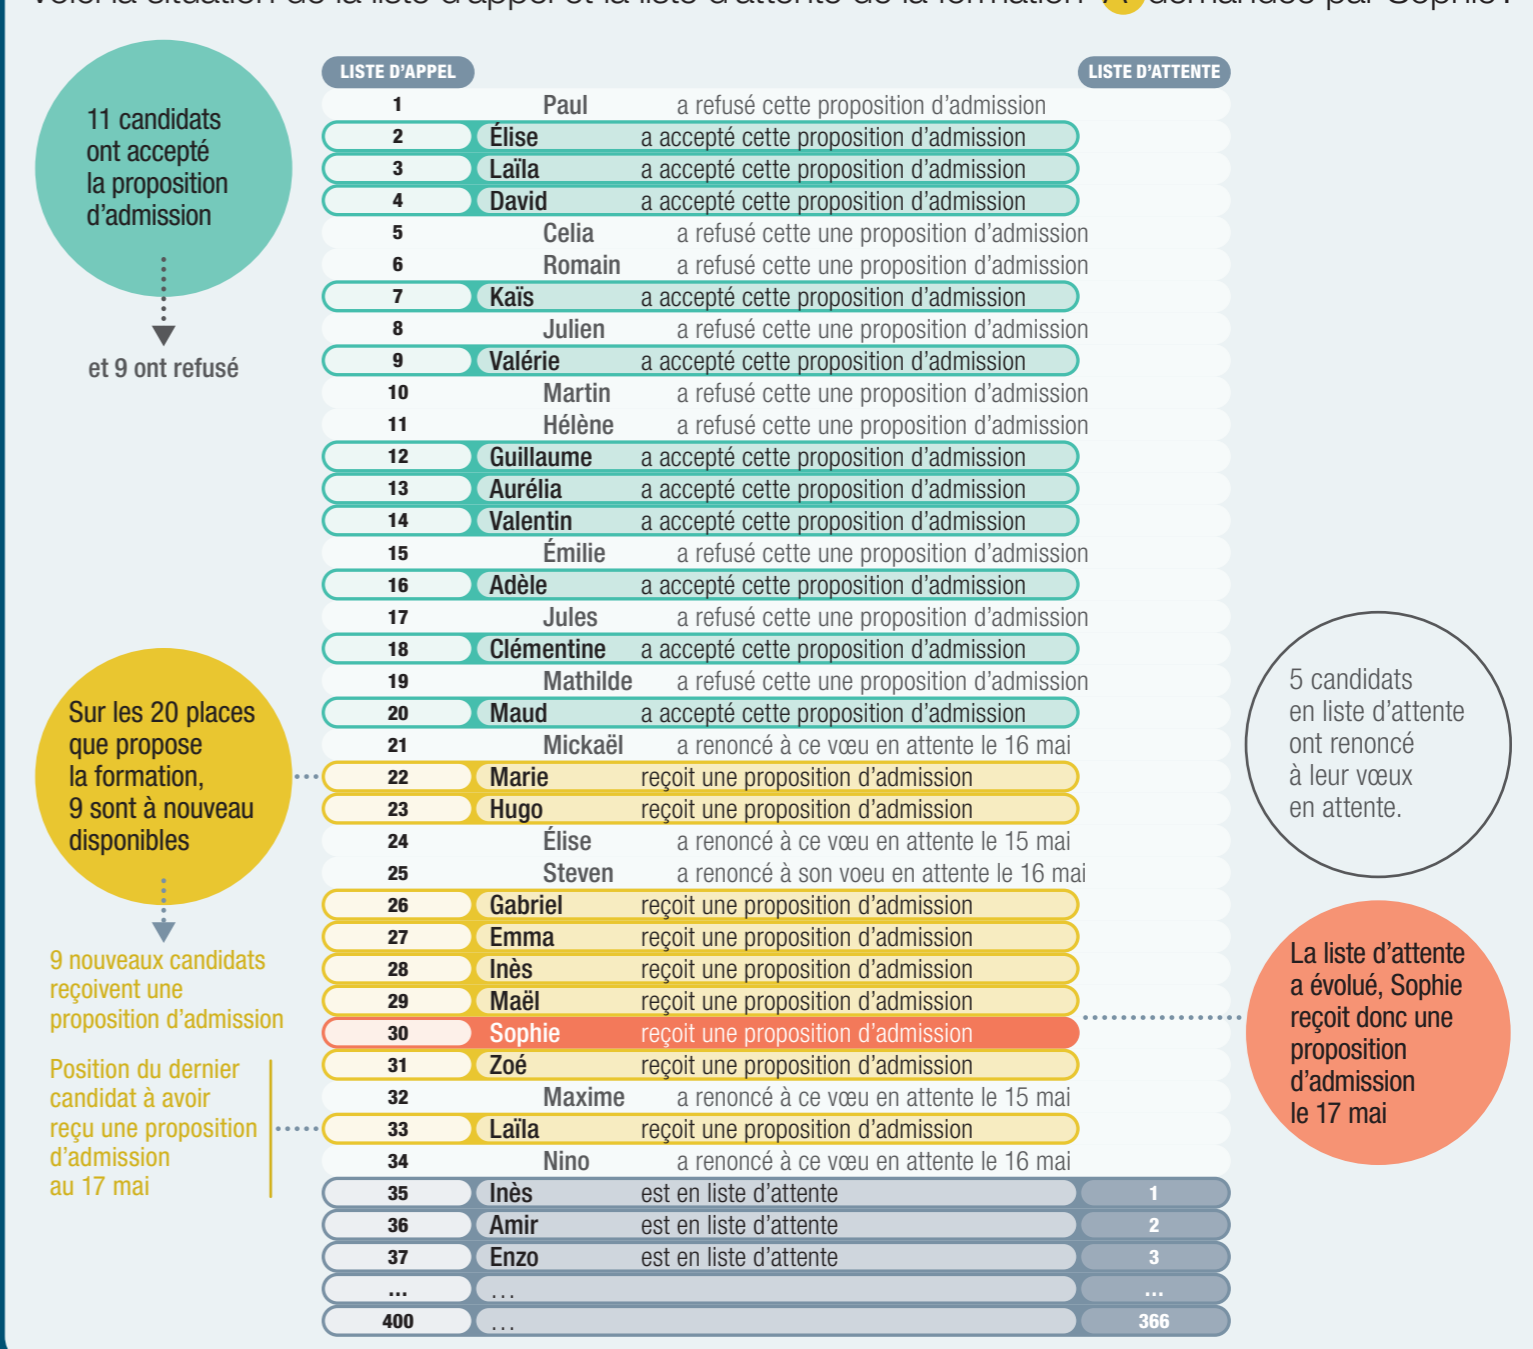 Voici la situation de la liste d'appel et la liste d'attente de la formation A demandée par Sophie :
LISTE D'APPEL LISTE D'ATTENTE
11 candidats
ont accepté
la proposition
d'admission
et 9 ont refusé
1 Paul a refusé cette proposition d'admission
2 Élise a accepté cette proposition d'admission
3 Laïla a accepté cette proposition d'admission
4 David a accepté cette proposition d'admission
5 Celia a refusé cette une proposition d'admission
6 Romain a refusé cette une proposition d'admission
7 Kaïs a accepté cette proposition d'admission
8 Julien a refusé cette une proposition d'admission
9 Valérie a accepté cette proposition d'admission
10 Martin a refusé cette une proposition d'admission
11 Hélène a refusé cette une proposition d'admission
12 Guillaume a accepté cette proposition d'admission
13 Aurélia a accepté cette proposition d'admission
14 Valentin a accepté cette proposition d'admission
15 Émilie a refusé cette une proposition d'admission
16 Adèle a accepté cette proposition d'admission
17 Jules a refusé cette une proposition d'admission
18 Clémentine a accepté cette proposition d'admission
19 Mathilde a refusé cette une proposition d'admission
20 Maud a accepté cette proposition d'admission
21 Mickaël a renoncé à ce vœu en attente le 16 mai
22 Marie reçoit une proposition d'admission
23 Hugo reçoit une proposition d'admission
24 Élise a renoncé à ce vœu en attente le 15 mai
25 Steven a renoncé à son voeu en attente le 16 mai
26 Gabriel reçoit une proposition d'admission
27 Emma reçoit une proposition d'admission
28 Inès reçoit une proposition d'admission
29 Maël reçoit une proposition d'admission
30 Sophie reçoit une proposition d'admission
31 Zoé reçoit une proposition d'admission
32 Maxime a renoncé à ce vœu en attente le 15 mai
33 Laïla reçoit une proposition d'admission
34 Nino a renoncé à ce vœu en attente le 16 mai
35 Inès est en liste d'attente 1
36 Amir est en liste d'attente 2
37 Enzo est en liste d'attente 3
... ... ...
400 ... 366
Sur les 20 places
que propose
la formation,
9 sont à nouveau
disponibles
9 nouveaux candidats
reçoivent une
proposition d'admission
Position du dernier
candidat à avoir
reçu une proposition
d'admission
au 17 mai
5 candidats
en liste d'attente
ont renoncé
à leur vœux
en attente.
La liste d'attente
a évolué, Sophie
reçoit donc une
proposition
d'admission
le 17 mai